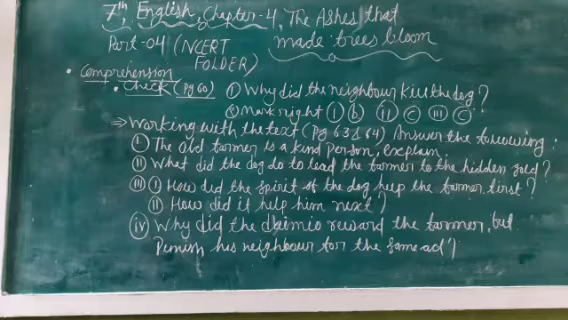 7th, English, Chapter-4, The Ashes that
made trees bloom
Part-04 (NCERT
FOLDER)
• Comprehension
• Check (Pg 60) ① Why did the neighbour kill the dog?
② Mark right ① ⓑ ⅱ ⓒ ⅲ ⓒ
⇒ Working with the text (Pg 63 & 64) Answer the following:
ⅰ The old farmer is a kind person, explain.
ⅱ What did the dog do to lead the farmer to the hidden gold?
ⅲ ① How did the spirit of the dog help the farmer first?
ⅱ How did it help him next?
ⅳ Why did the daimio reward the farmer, but
Punish his neighbour for the same act?